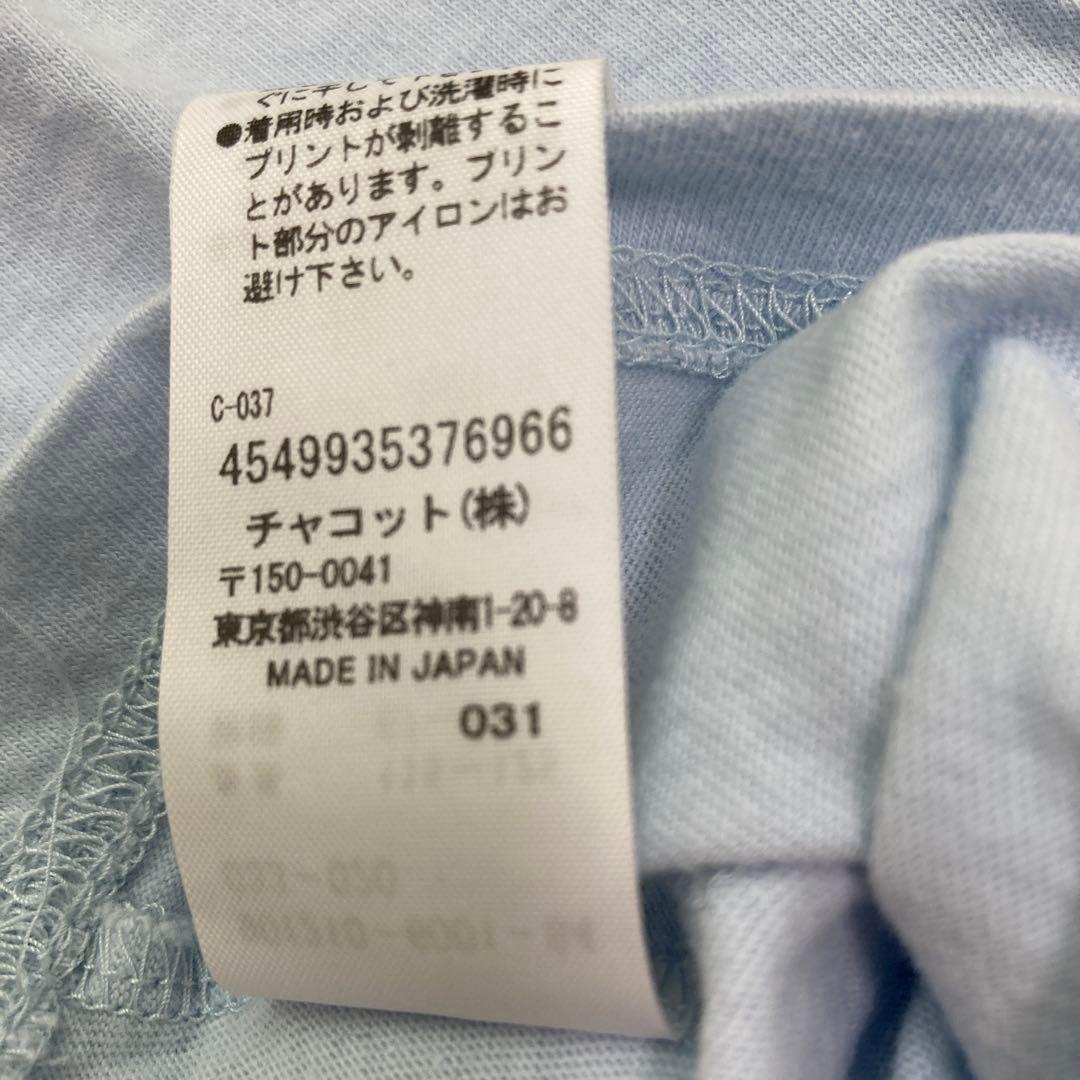 ●着用時および洗濯時に
プリントが剥離するこ
とがあります。プリン
ト部分のアイロンはお
避け下さい。
C-037
4549935376966
チャコット(株)
〒150-0041
東京都渋谷区神南1-20-8
MADE IN JAPAN
031